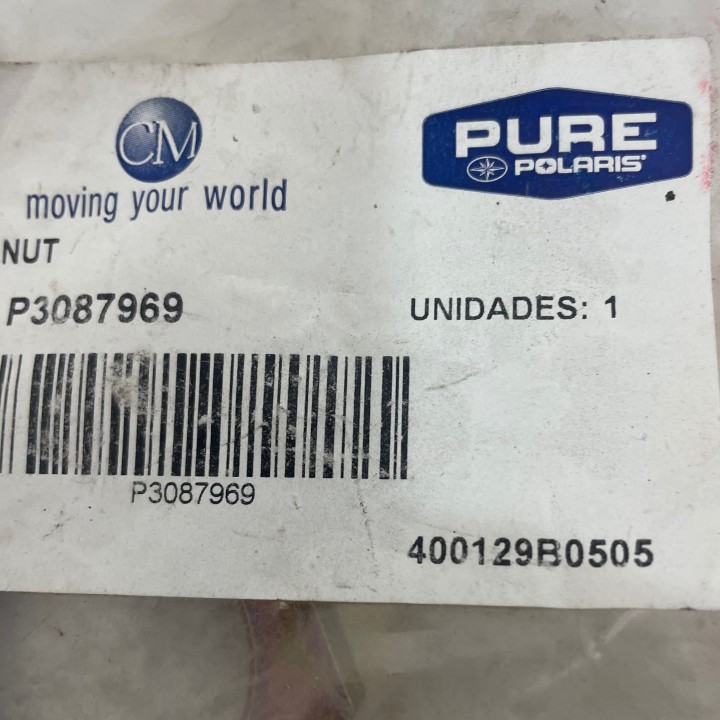 CM
moving your world
PURE
POLARIS
NUT
P3087969
UNIDADES: 1
P3087969
400129B0505